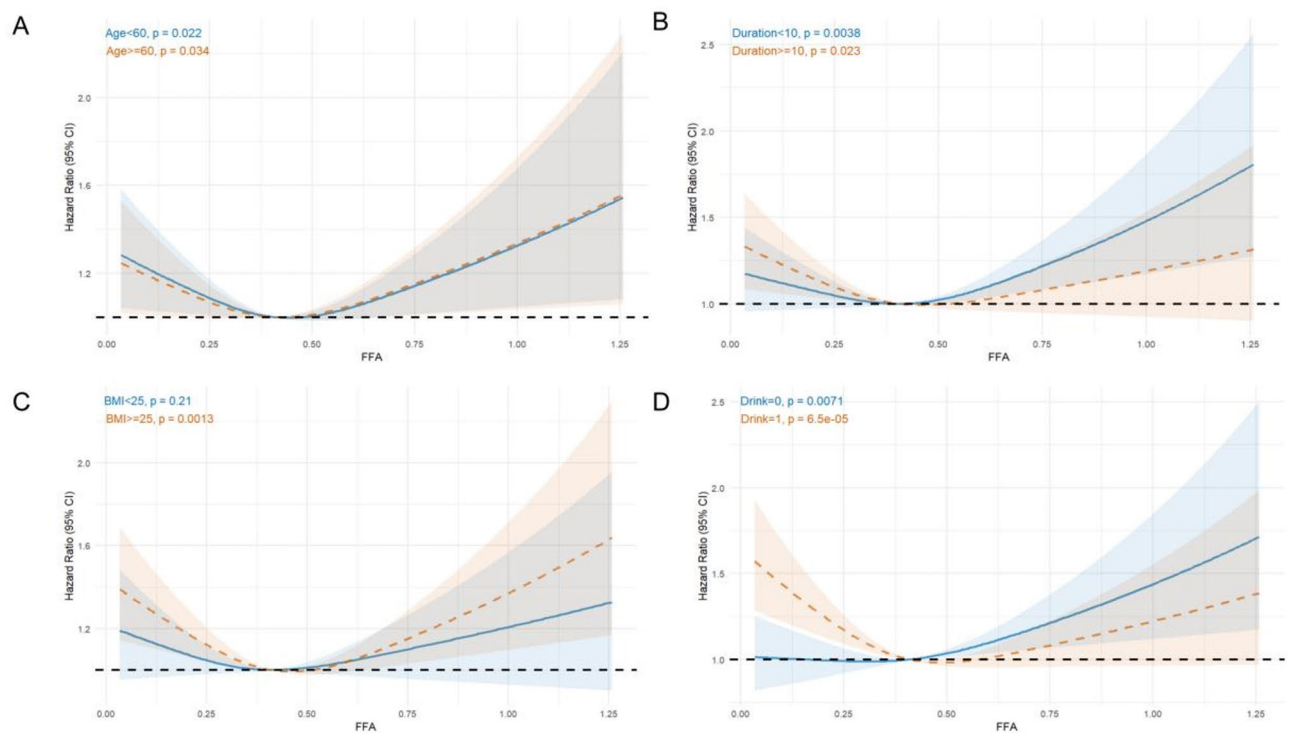 A
Age<60, p = 0.022
Age>=60, p = 0.034
2.0
1.6
1.2
Hazard Ratio (95% CI)
0.00 0.25 0.50 0.75 1.00 1.25
FFA
B
Duration<10, p = 0.0038
Duration>=10, p = 0.023
2.5
2.0
1.5
1.0
Hazard Ratio (95% CI)
0.00 0.25 0.50 0.75 1.00 1.25
FFA
C
BMI<25, p = 0.21
BMI>=25, p = 0.0013
2.0
1.6
1.2
Hazard Ratio (95% CI)
0.00 0.25 0.50 0.75 1.00 1.25
FFA
D
Drink=0, p = 0.0071
Drink=1, p = 6.5e-05
2.5
2.0
1.5
1.0
Hazard Ratio (95% CI)
0.00 0.25 0.50 0.75 1.00 1.25
FFA